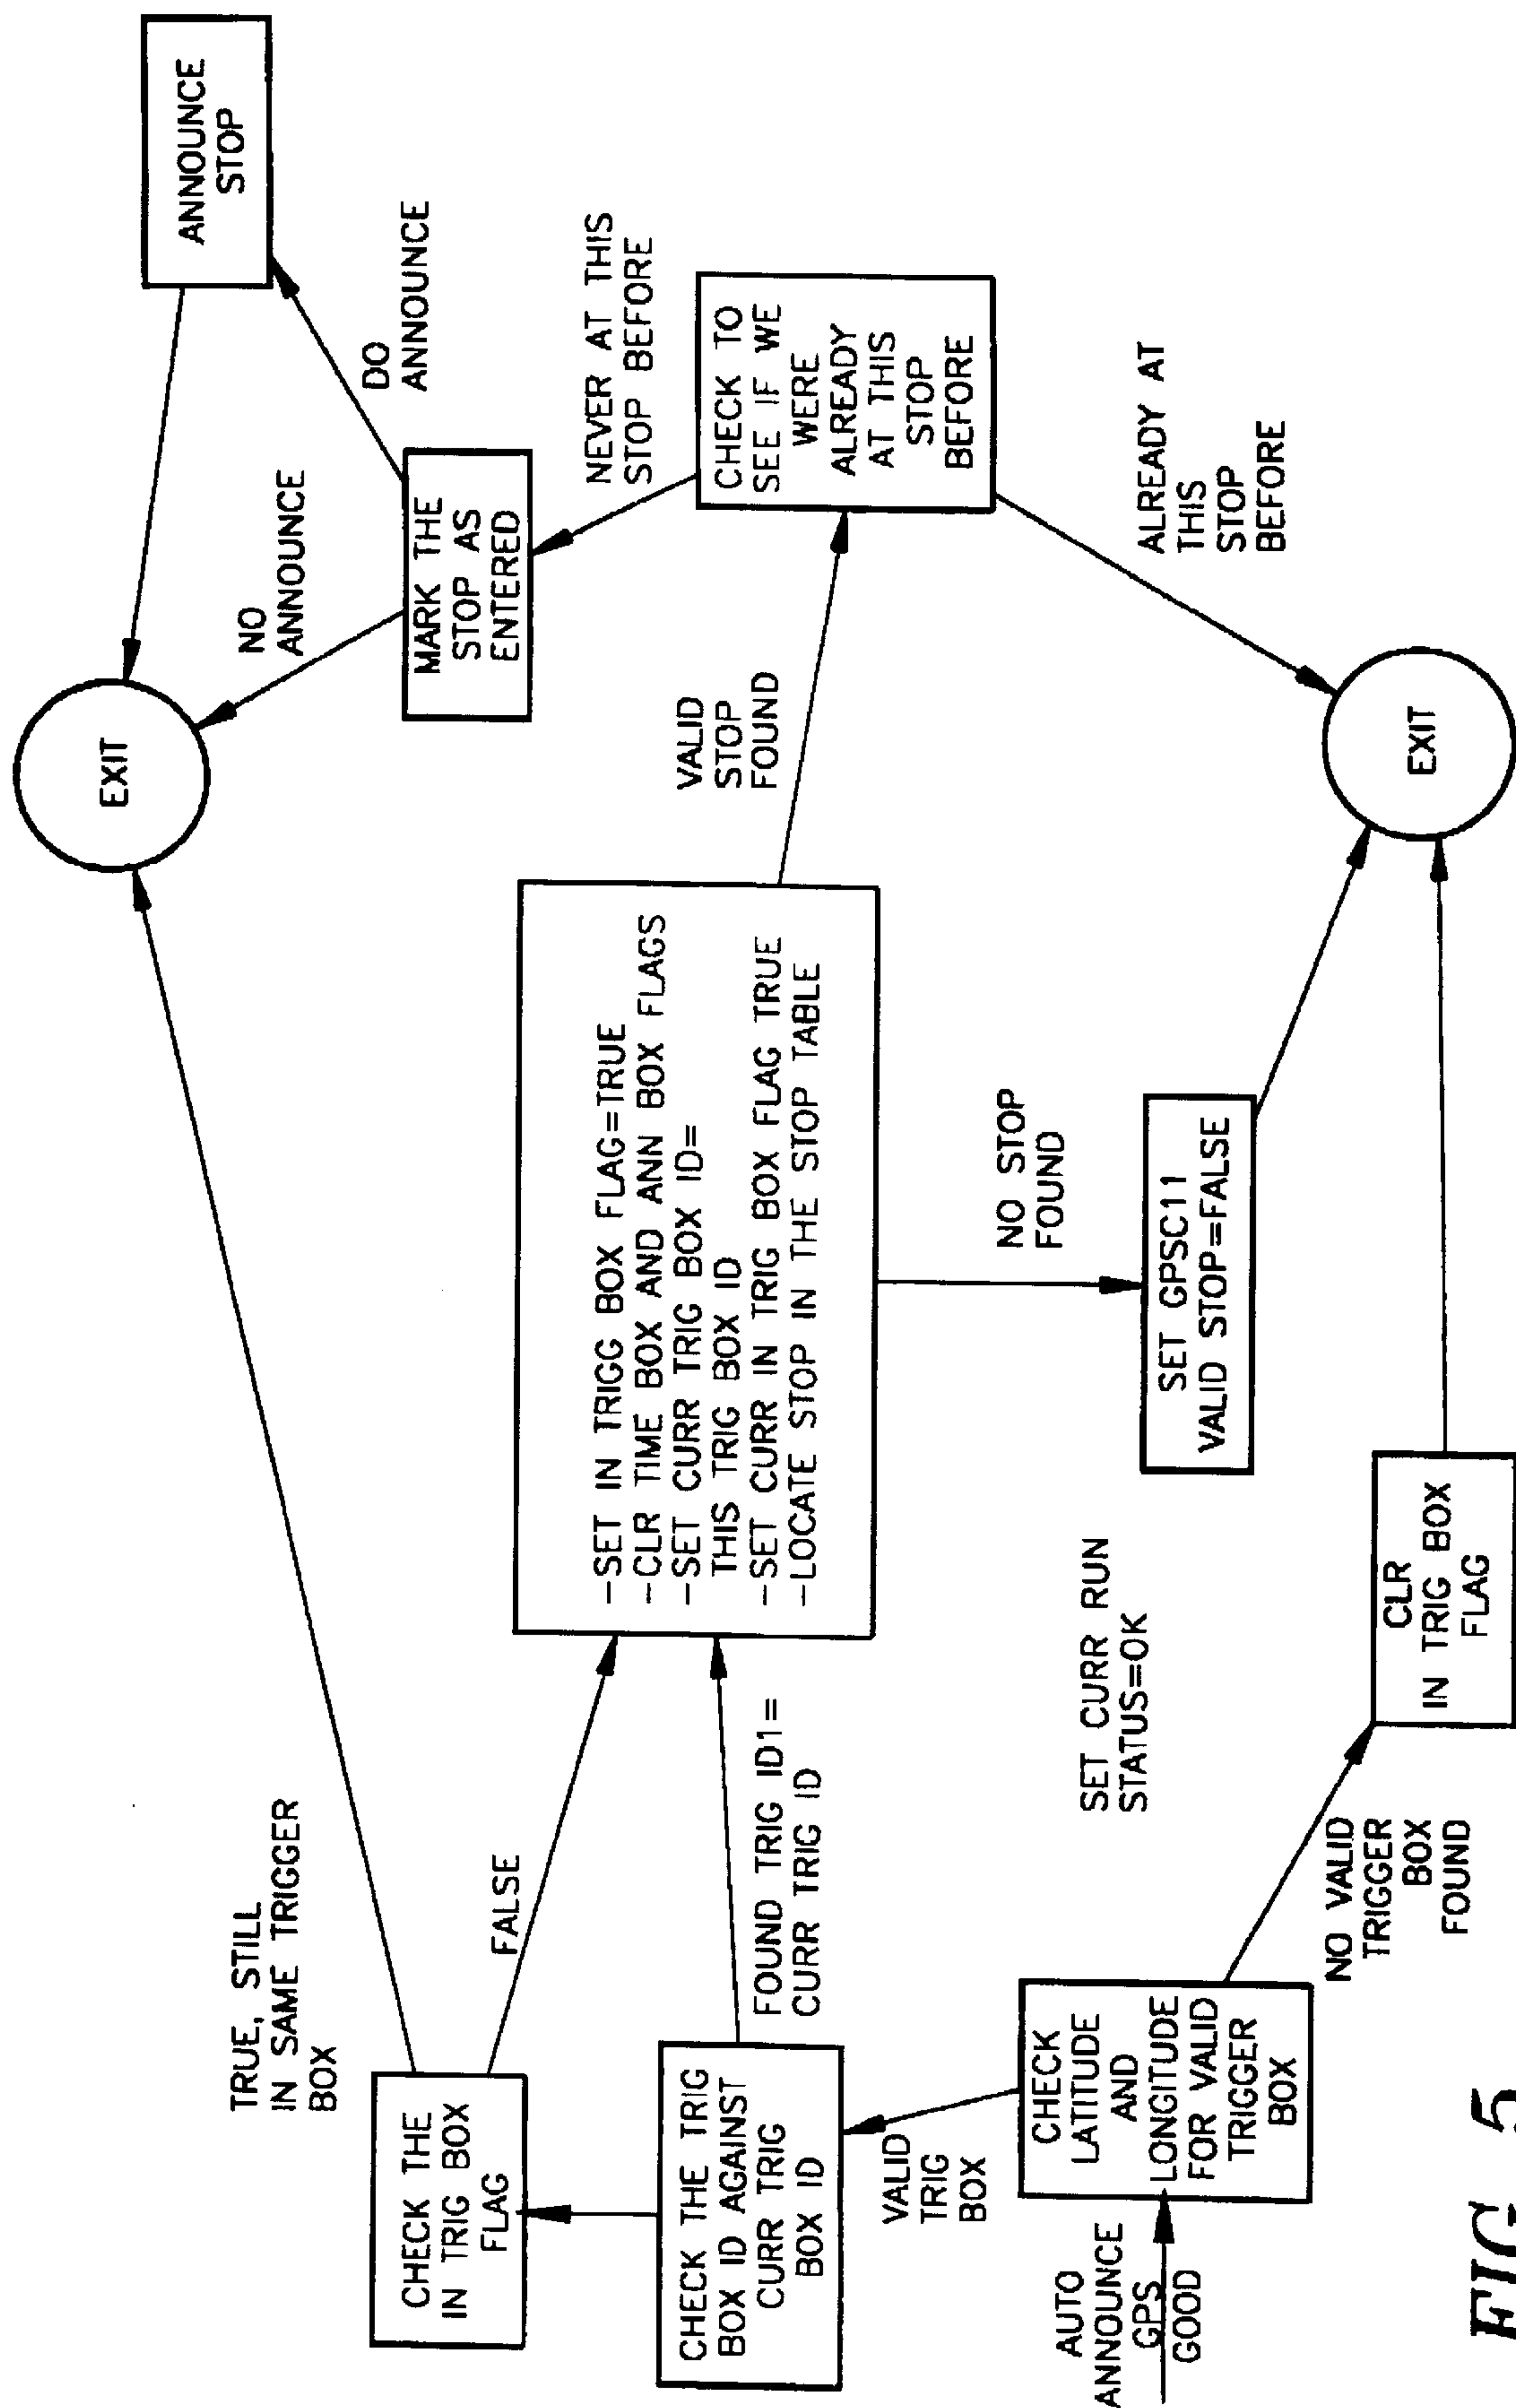 AUTO
ANNOUNCE
GPS
GOOD
CHECK
LATITUDE
AND
LONGITUDE
FOR VALID
TRIGGER
BOX
VALID
TRIG
BOX
NO VALID
TRIGGER
BOX
FOUND
CLR
IN TRIG BOX
FLAG
CHECK THE TRIG
BOX ID AGAINST
CURR TRIG
BOX ID
FOUND TRIG ID1=
CURR TRIG ID
CHECK THE
IN TRIG BOX
FLAG
TRUE, STILL
IN SAME TRIGGER
BOX
FALSE
-SET IN TRIGG BOX FLAG=TRUE
-CLR TIME BOX AND ANN BOX FLAGS
-SET CURR TRIG BOX ID=
THIS TRIG BOX ID
-SET CURR IN TRIG BOX FLAG TRUE
-LOCATE STOP IN THE STOP TABLE
SET CURR RUN
STATUS=OK
NO STOP
FOUND
SET GPSC11
VALID STOP=FALSE
VALID
STOP
FOUND
CHECK TO
SEE IF WE
WERE
ALREADY
AT THIS
STOP
BEFORE
ALREADY AT
THIS
STOP
BEFORE
EXIT
NEVER AT THIS
STOP BEFORE
MARK THE
STOP AS
ENTERED
NO
ANNOUNCE
DO
ANNOUNCE
ANNOUNCE
STOP
EXIT
FIG. 5